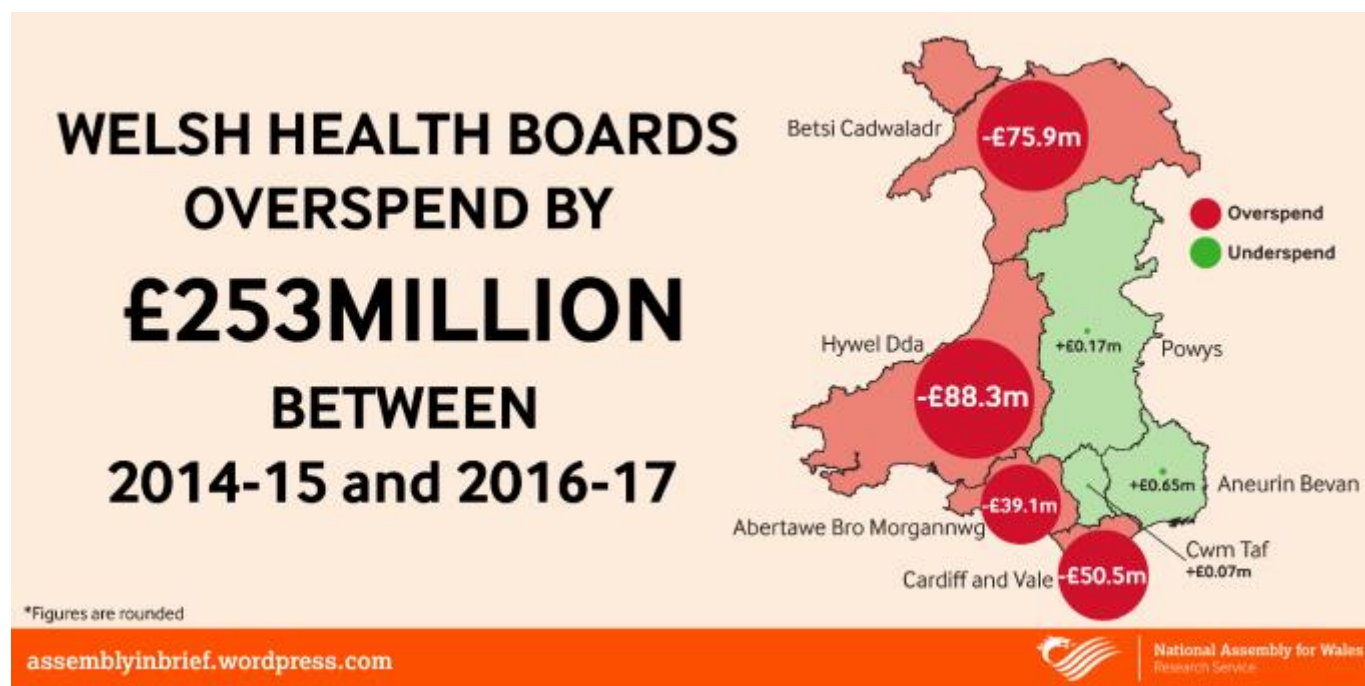 WELSH HEALTH BOARDS
OVERSPEND BY
£253MILLION
BETWEEN
2014-15 and 2016-17
*Figures are rounded
Betsi Cadwaladr
-£75.9m
Overspend
Underspend
Hywel Dda
+£0.17m
Powys
-£88.3m
+£0.65m
Aneurin Bevan
-£39.1m
Abertawe Bro Morgannwg
Cwm Taf
+£0.07m
Cardiff and Vale
-£50.5m
assemblyinbrief.wordpress.com
National Assembly for Wales
Research Service